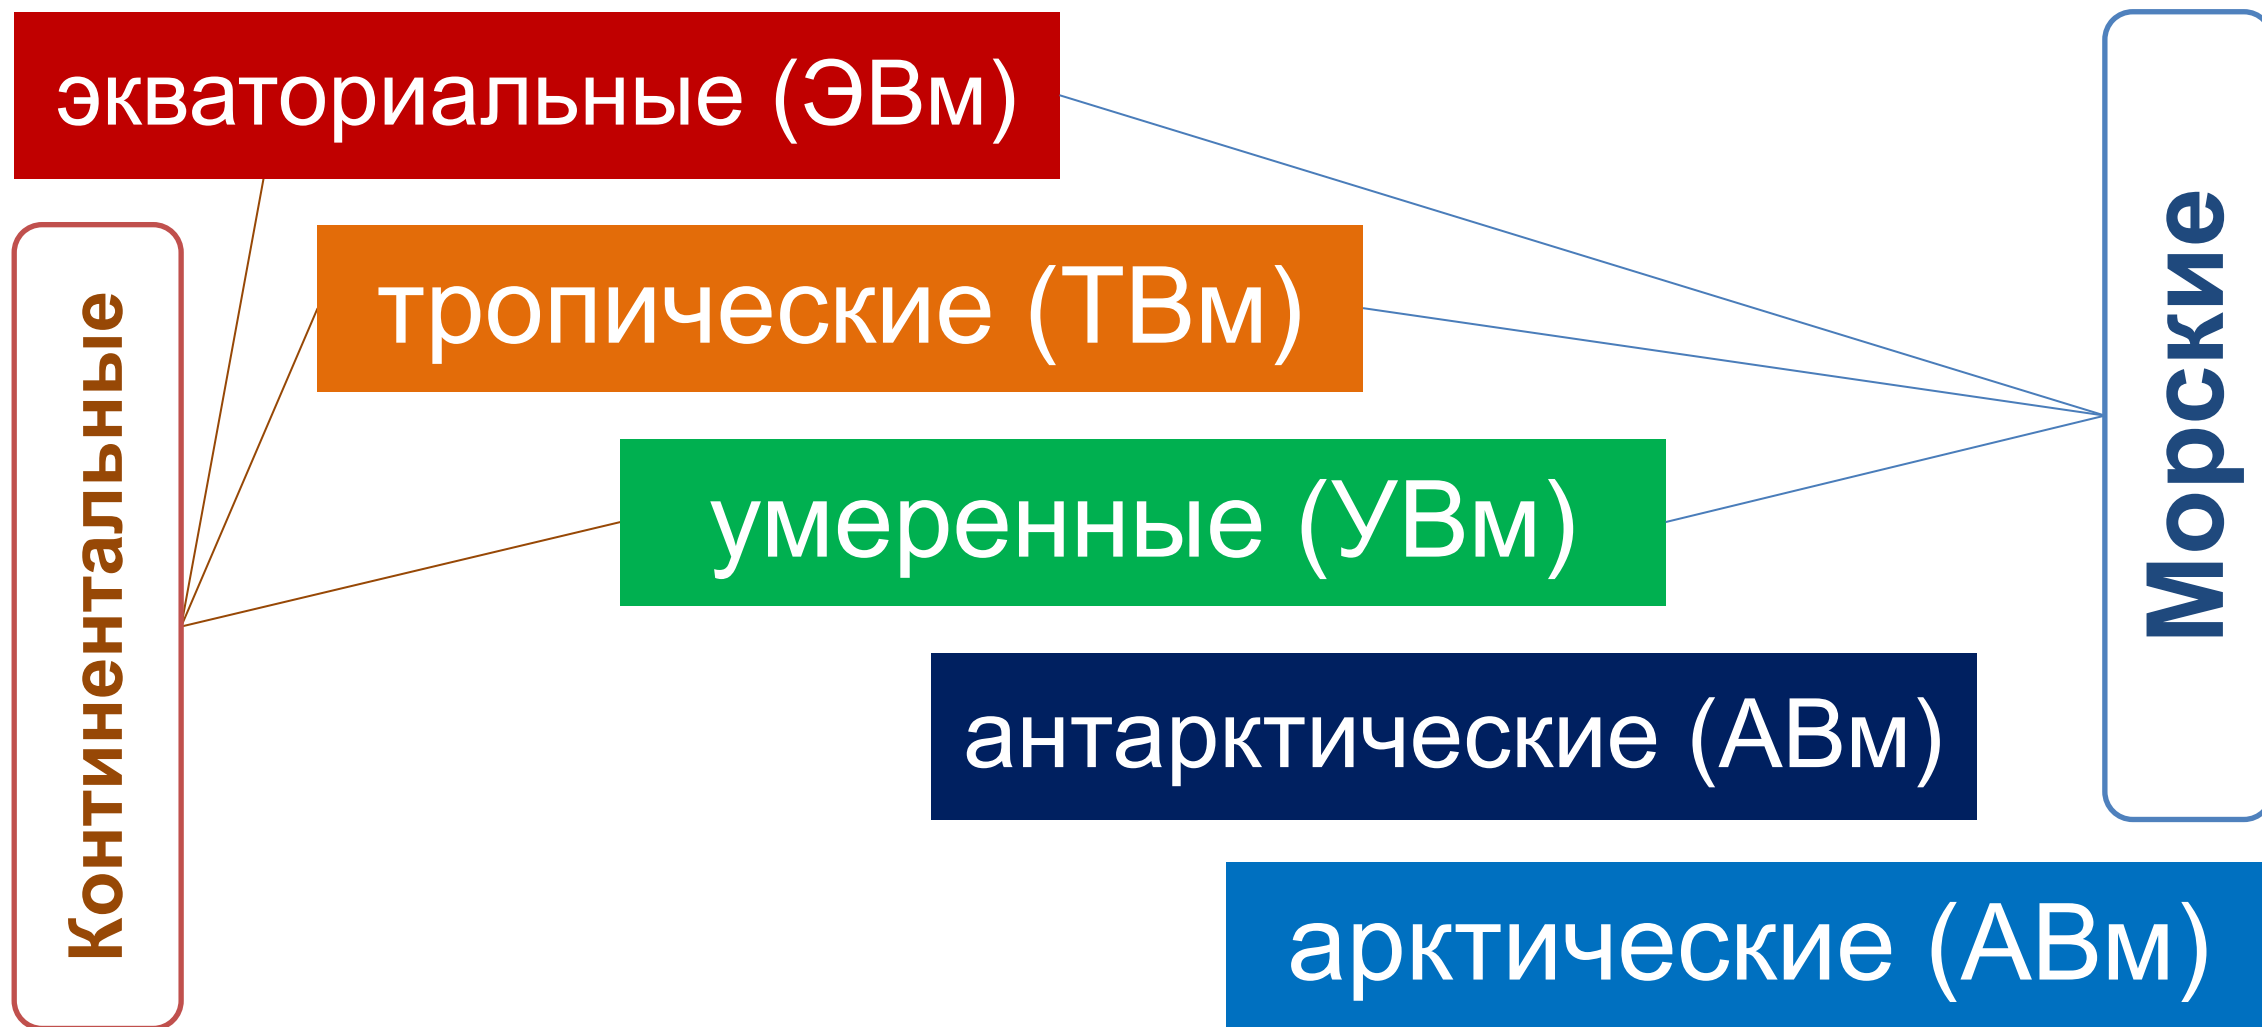 экваториальные (ЭВм)
тропические (ТВм)
умеренные (УВм)
антарктические (АВм)
арктические (АВм)
Континентальные
Морские